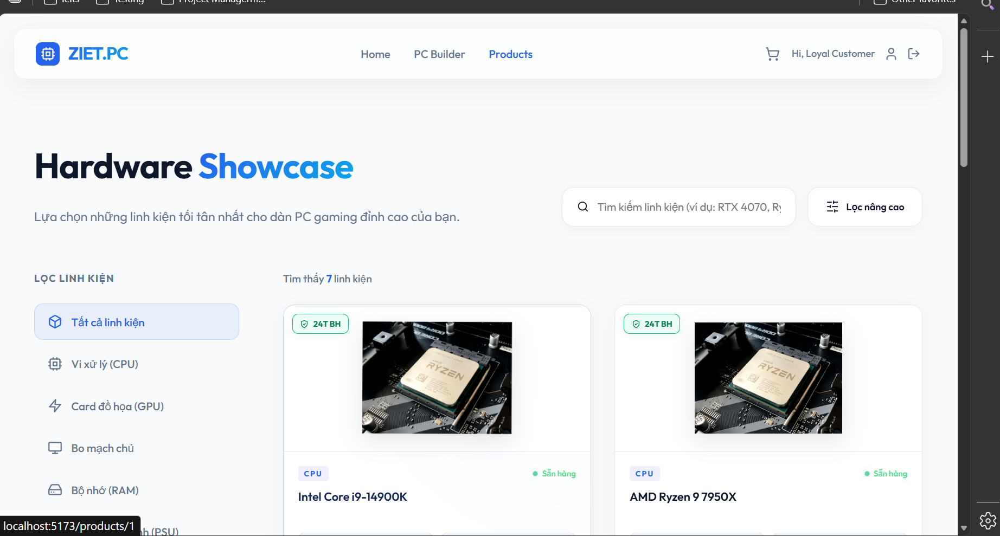 ZIET.PC
Home
PC Builder
Products
Hi, Loyal Customer
Hardware Showcase
Lựa chọn những linh kiện tối tân nhất cho dàn PC gaming đỉnh cao của bạn.
Tìm kiếm linh kiện (ví dụ: RTX 4070, Ry
Lọc nâng cao
LỌC LINH KIỆN
Tìm thấy 7 linh kiện
Tất cả linh kiện
Vi xử lý (CPU)
Card đồ họa (GPU)
Bo mạch chủ
Bộ nhớ (RAM)
(PSU)
24T BH
RYZEN
CPU
Sẵn hàng
Intel Core i9-14900K
24T BH
RYZEN
CPU
Sẵn hàng
AMD Ryzen 9 7950X
localhost:5173/products/1